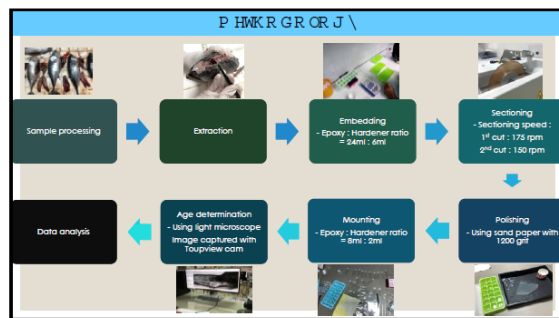 P HWKRGRORJ\
Sample processing
Extraction
Embedding
- Epoxy : Hardener ratio
= 24ml : 6ml
Sectioning
- Sectioning speed :
1st cut : 175 rpm
2nd cut : 150 rpm
Polishing
- Using sand paper with
1200 grit
Mounting
- Epoxy : Hardener ratio
= 8ml : 2ml
Age determination
- Using light microscope
Image captured with
Toupview cam
Data analysis